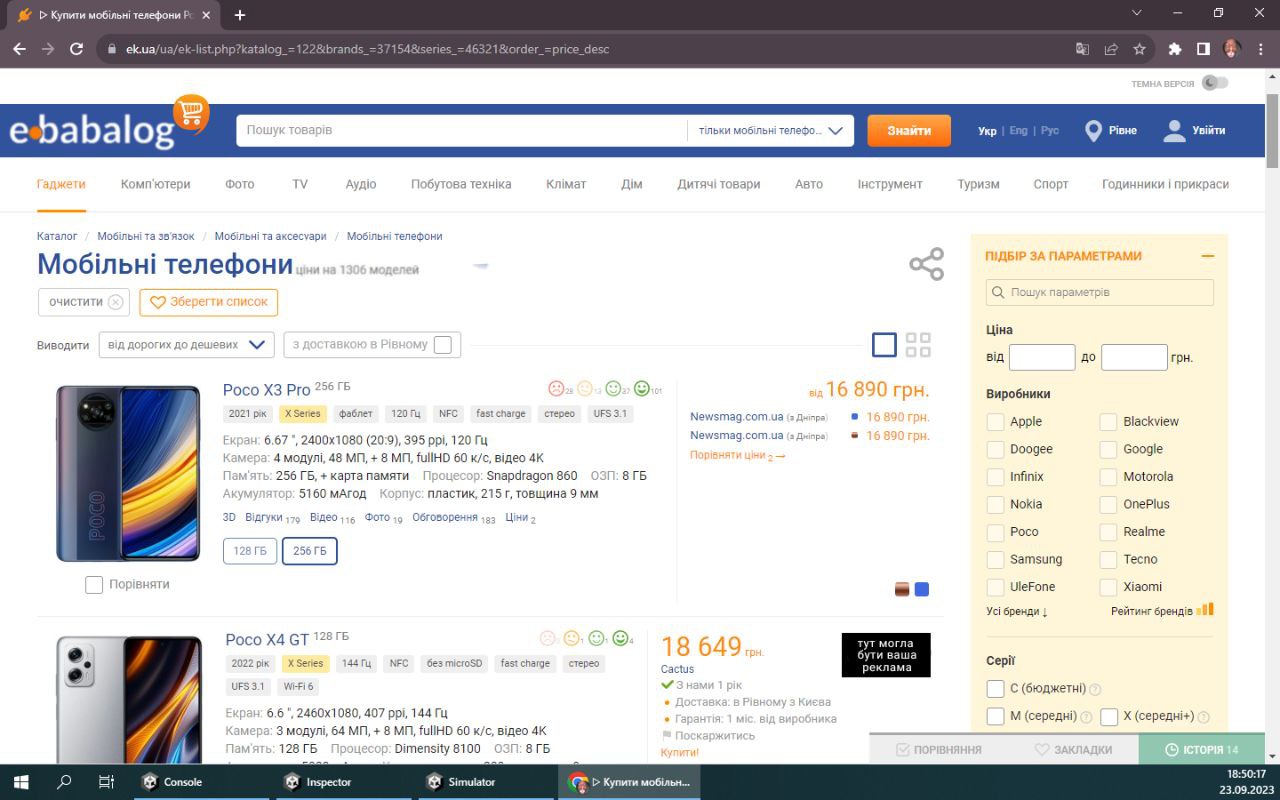 ▷ Купити мобільні телефони Po
ek.ua/ua/ek-list.php?katalog_=122&brands_=37154&series_=46321&order_=price_desc
ТЕМНА ВЕРСІЯ
e·babalog
Пошук товарів
тільки мобільні телефо...
Знайти
Укр | Eng | Рус
Рівне
Увійти
Гаджети Комп'ютери Фото TV Аудіо Побутова техніка Клімат Дім Дитячі товари Авто Інструмент Туризм Спорт Годинники і прикраси
Каталог / Мобільні та зв'язок / Мобільні та аксесуари / Мобільні телефони
Мобільні телефони ціни на 1306 моделей
очистити
Зберегти список
Виводити від дорогих до дешевих з доставкою в Рівному
Poco X3 Pro 256 ГБ
28 13 37 101
2021 рік X Series фаблет 120 Гц NFC fast charge стерео UFS 3.1
Екран: 6.67 ", 2400x1080 (20:9), 395 ppi, 120 Гц
Камера: 4 модулі, 48 МП, + 8 МП, fullHD 60 к/с, відео 4K
Пам'ять: 256 ГБ, + карта памяти Процесор: Snapdragon 860 ОЗП: 8 ГБ
Акумулятор: 5160 мАгод Корпус: пластик, 215 г, товщина 9 мм
3D Відгуки 179 Відео 116 Фото 19 Обговорення 183 Ціни 2
128 ГБ 256 ГБ
POCO
Порівняти
від 16 890 грн.
Newsmag.com.ua (з Дніпра) 16 890 грн.
Newsmag.com.ua (з Дніпра) 16 890 грн.
Порівняти ціни 2 →
Poco X4 GT 128 ГБ
1 1 4
2022 рік X Series 144 Гц NFC без microSD fast charge стерео
UFS 3.1 Wi-Fi 6
Екран: 6.6 ", 2460x1080, 407 ppi, 144 Гц
Камера: 3 модулі, 64 МП, + 8 МП, fullHD 60 к/с, відео 4K
Пам'ять: 128 ГБ Процесор: Dimensity 8100 ОЗП: 8 ГБ
18 649 грн.
Cactus
З нами 1 рік
Доставка: в Рівному з Києва
Гарантія: 1 міс. від виробника
Поскаржитись
Купити!
тут могла
бути ваша
реклама
ПІДБІР ЗА ПАРАМЕТРАМИ
Пошук параметрів
Ціна
від до грн.
Виробники
Apple Blackview
Doogee Google
Infinix Motorola
Nokia OnePlus
Poco Realme
Samsung Tecno
UleFone Xiaomi
Усі бренди ↓ Рейтинг брендів
Серії
C (бюджетні) ?
M (середні) ? X (середні+) ?
ПОРІВНЯННЯ ЗАКЛАДКИ ІСТОРІЯ 14
Console Inspector Simulator ▷ Купити мобільн...
18:50:17
23.09.2023